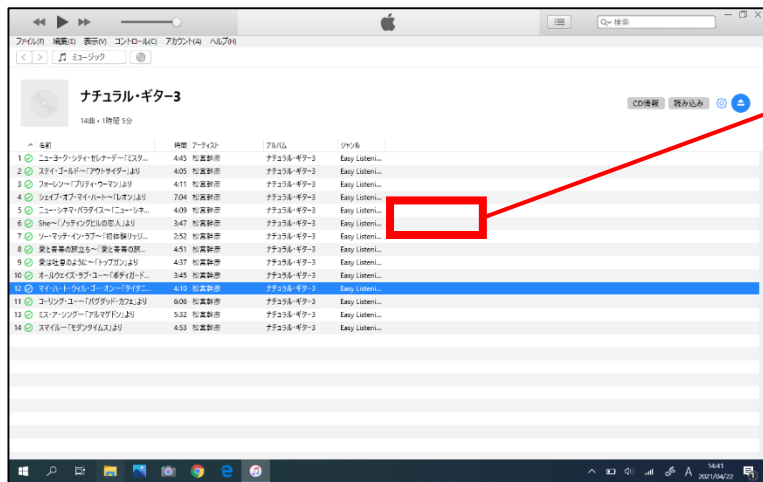 検索
ファイル(F) 編集(E) 表示(V) コントロール(C) アカウント(A) ヘルプ(H)
ミュージック
ナチュラル・ギター3
14曲・1時間 5分
CD情報 読み込み
名前 時間 アーティスト アルバム ジャンル
1 ニューヨーク・シティ・セレナーデ~「ミスタ... 4:45 松宮幹彦 ナチュラル・ギター3 Easy Listeni...
2 ステイ・ゴールド~「アウトサイダー」より 4:05 松宮幹彦 ナチュラル・ギター3 Easy Listeni...
3 フォーレン~「プリティ・ウーマン」より 4:11 松宮幹彦 ナチュラル・ギター3 Easy Listeni...
4 シェイプ・オブ・マイ・ハート~「レオン」より 7:04 松宮幹彦 ナチュラル・ギター3 Easy Listeni...
5 ニュー・シネマ・パラダイス~「ニュー・シネ... 4:09 松宮幹彦 ナチュラル・ギター3 Easy Listeni...
6 She~「ノッティングヒルの恋人」より 3:47 松宮幹彦 ナチュラル・ギター3 Easy Listeni...
7 ソー・マッチ・イン・ラブ~「初体験リッジ... 2:52 松宮幹彦 ナチュラル・ギター3 Easy Listeni...
8 愛と青春の旅立ち~「愛と青春の旅... 4:51 松宮幹彦 ナチュラル・ギター3 Easy Listeni...
9 愛は吐息のように~「トップガン」より 4:37 松宮幹彦 ナチュラル・ギター3 Easy Listeni...
10 オールウェイズ・ラブ・ユー~「ボディガード... 3:45 松宮幹彦 ナチュラル・ギター3 Easy Listeni...
12 マイ・ハート・ウィル・ゴー・オン~「タイタニ... 4:10 松宮幹彦 ナチュラル・ギター3 Easy Listeni...
11 コーリング・ユー~「バグダッド・カフェ」より 6:06 松宮幹彦 ナチュラル・ギター3 Easy Listeni...
13 ミス・ア・シング~「アルマゲドン」より 5:32 松宮幹彦 ナチュラル・ギター3 Easy Listeni...
14 スマイル~「モダンタイムス」より 4:53 松宮幹彦 ナチュラル・ギター3 Easy Listeni...
A 14:41
2021/04/22